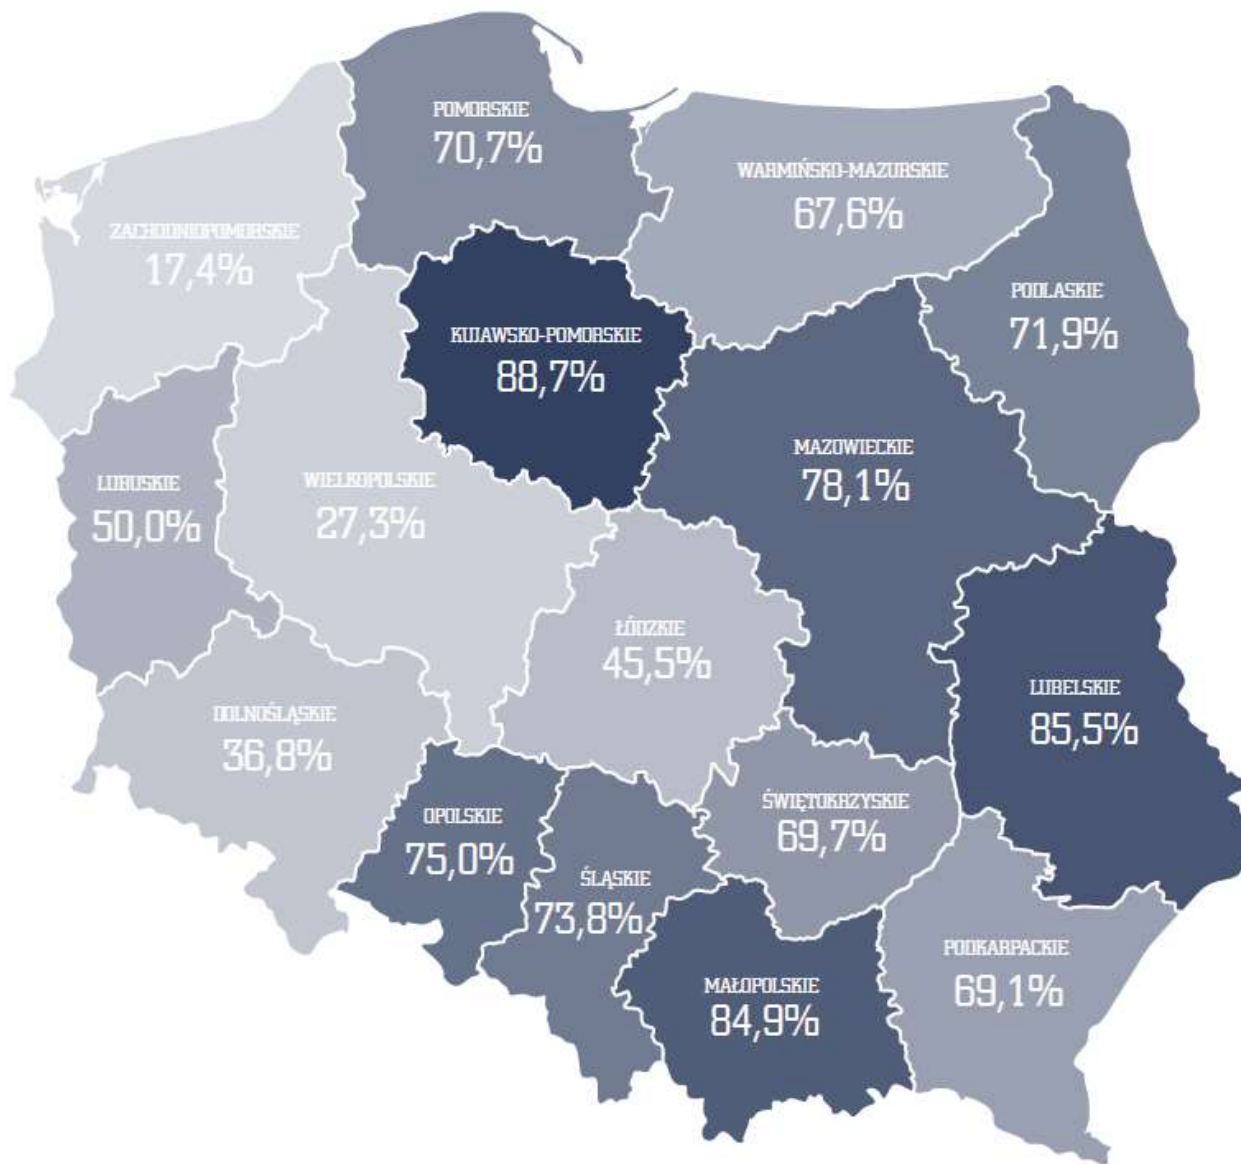 POMORSKIE
70,7%
WARMIŃSKO-MAZURSKIE
67,6%
ZACHODNIOPOMORSKIE
17,4%
PODLASKIE
71,9%
KUJAWSKO-POMORSKIE
88,7%
MAZOWIECKIE
78,1%
LUBUSKIE
50,0%
WIELKOPOLSKIE
27,3%
ŁÓDZKIE
45,5%
LUBELSKIE
85,5%
DOLNOŚLĄSKIE
36,8%
OPOLSKIE
75,0%
ŚWIĘTOKRZYSKIE
69,7%
ŚLĄSKIE
73,8%
PODKARPACKIE
69,1%
MAŁOPOLSKIE
84,9%